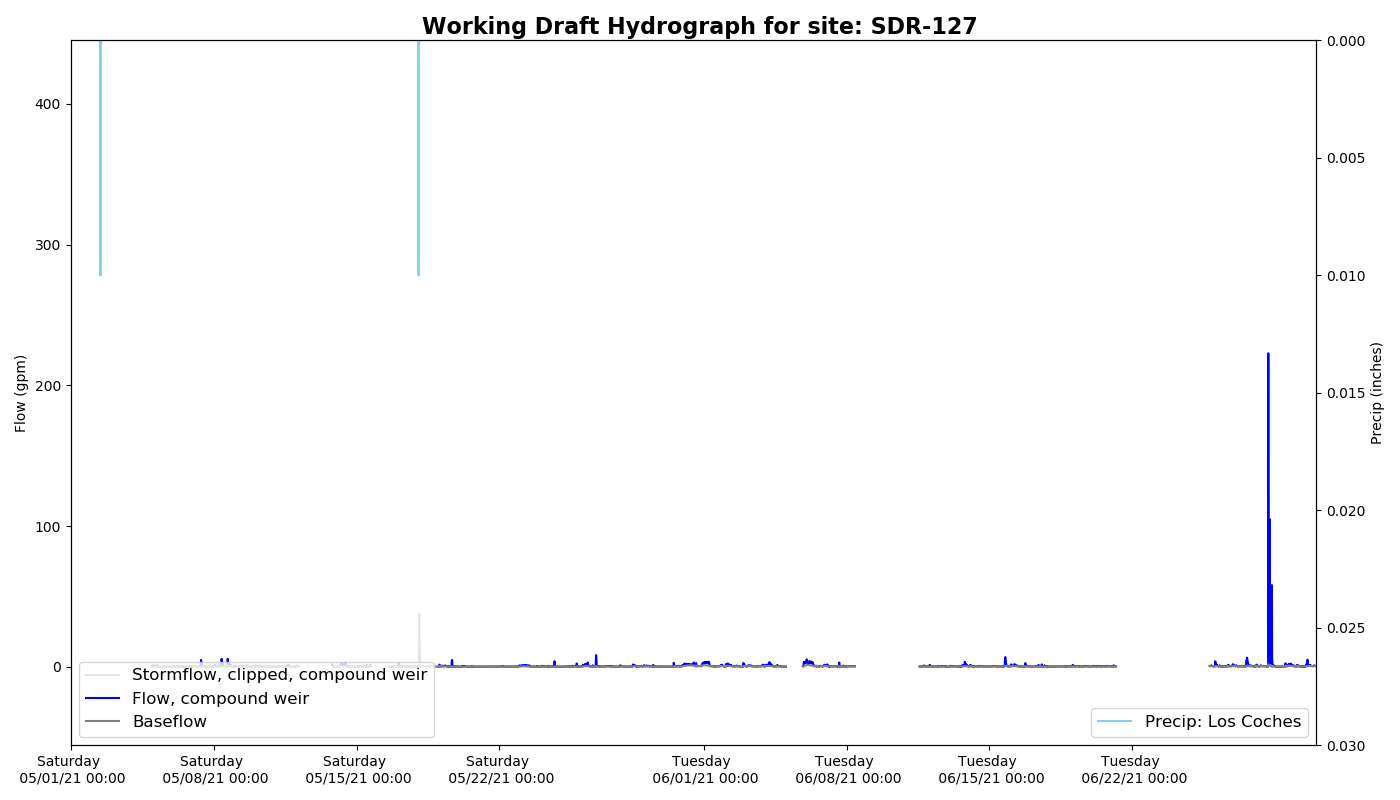 Working Draft Hydrograph for site: SDR-127
400
300
200
100
0
Flow (gpm)
0.000
0.005
0.010
0.015
0.020
0.025
0.030
Precip (inches)
Stormflow, clipped, compound weir
Flow, compound weir
Baseflow
Precip: Los Coches
Saturday
05/01/21 00:00
Saturday
05/08/21 00:00
Saturday
05/15/21 00:00
Saturday
05/22/21 00:00
Tuesday
06/01/21 00:00
Tuesday
06/08/21 00:00
Tuesday
06/15/21 00:00
Tuesday
06/22/21 00:00